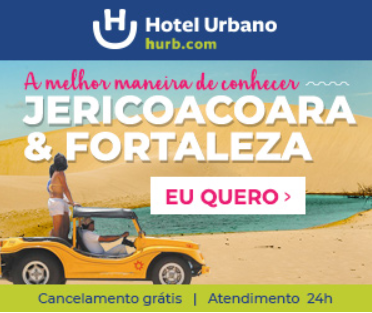 Hotel Urbano
hurb.com
A melhor maneira de conhecer
JERICOACOARA
& FORTALEZA
EU QUERO >
Cancelamento grátis | Atendimento 24h